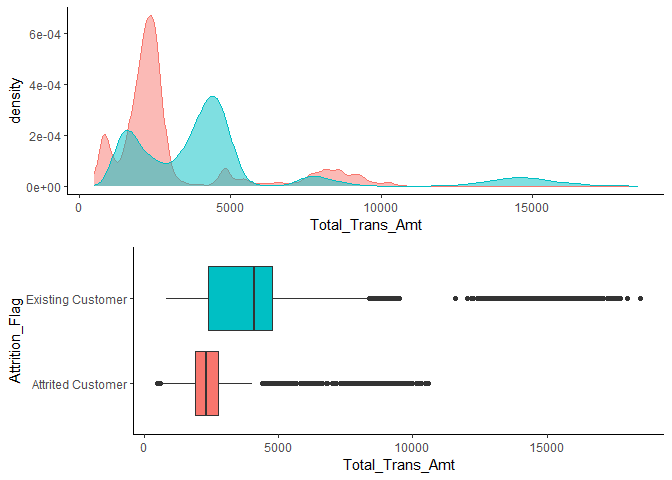 density
6e-04
4e-04
2e-04
0e+00
0
5000
10000
15000
Total_Trans_Amt
Attrition_Flag
Existing Customer
Attrited Customer
0
5000
10000
15000
Total_Trans_Amt